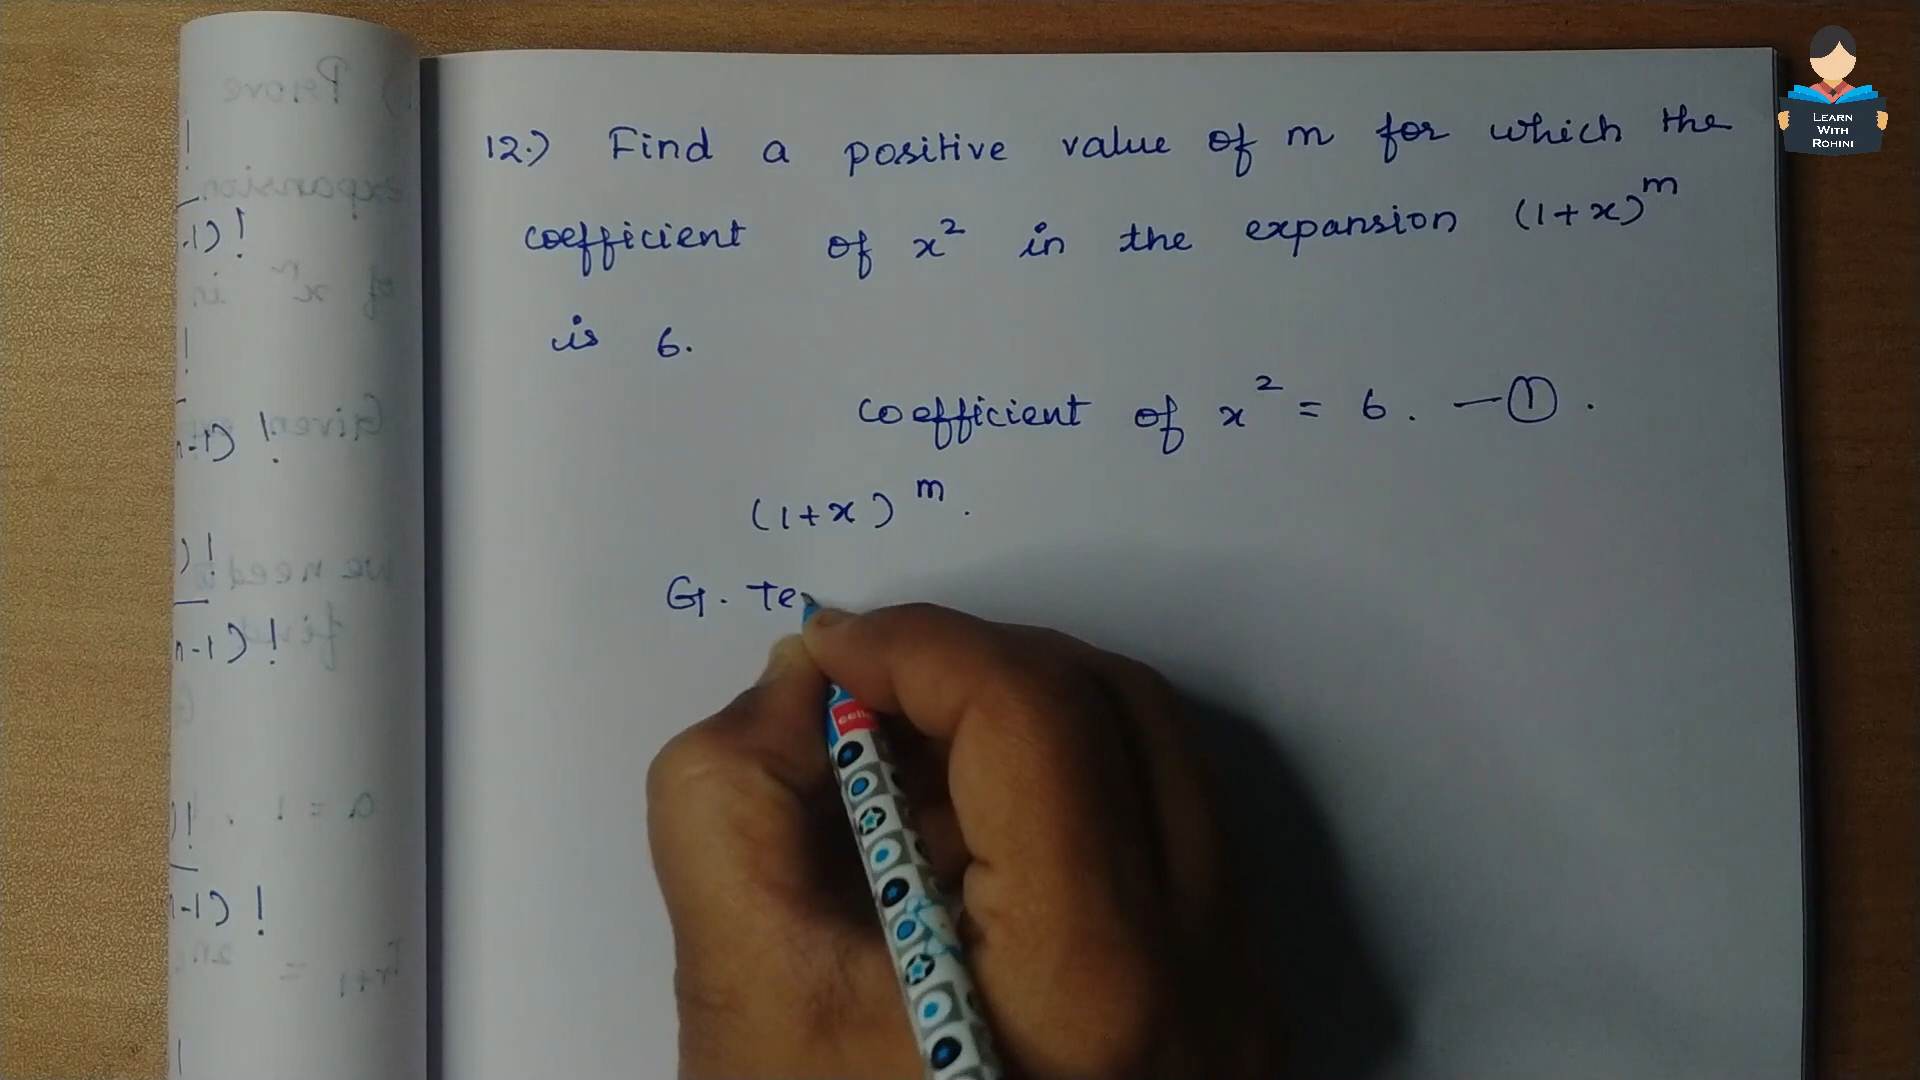 12.) Find a positive value of m for which the
coefficient of x² in the expansion (1+x)^m
is 6.
coefficient of x² = 6. —①.
(1+x)^m.
G. Te
LEARN
WITH
ROHINI